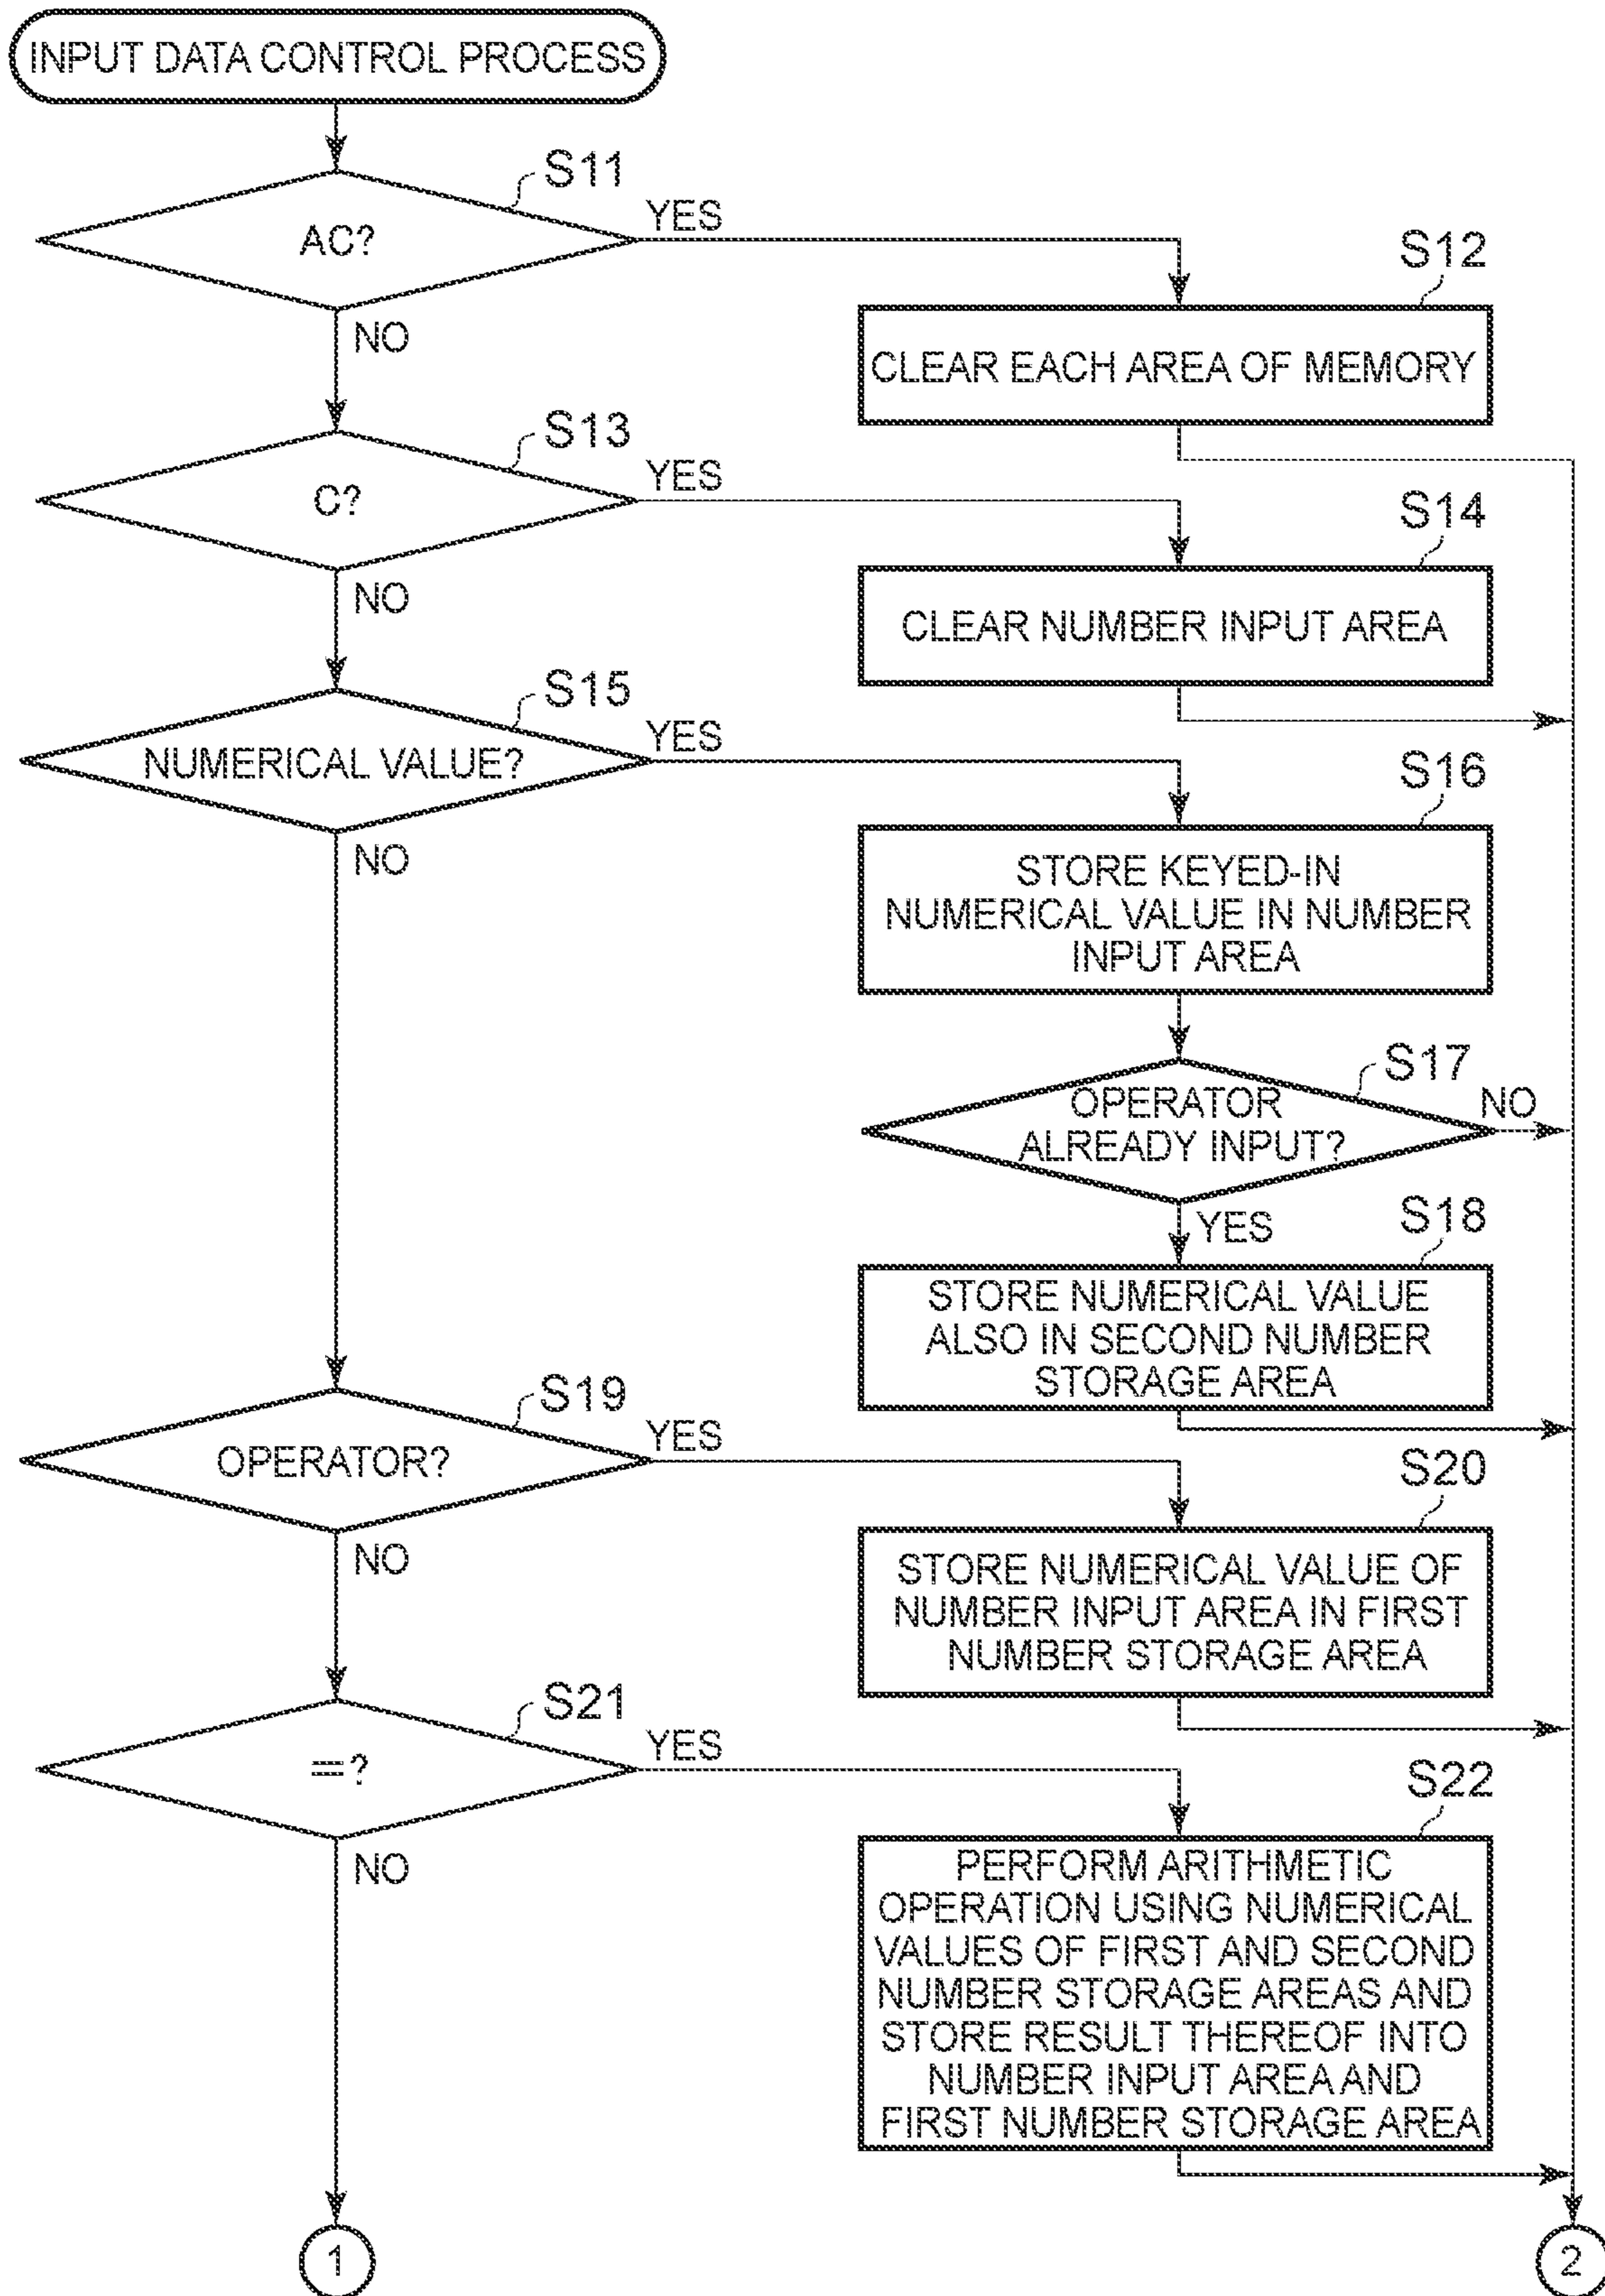 INPUT DATA CONTROL PROCESS
S11
AC?
YES
NO
S12
CLEAR EACH AREA OF MEMORY
S13
C?
YES
NO
S14
CLEAR NUMBER INPUT AREA
S15
NUMERICAL VALUE?
YES
NO
S16
STORE KEYED-IN
NUMERICAL VALUE IN NUMBER
INPUT AREA
S17
OPERATOR
ALREADY INPUT?
NO
YES
S18
STORE NUMERICAL VALUE
ALSO IN SECOND NUMBER
STORAGE AREA
S19
OPERATOR?
YES
NO
S20
STORE NUMERICAL VALUE OF
NUMBER INPUT AREA IN FIRST
NUMBER STORAGE AREA
S21
=?
YES
NO
S22
PERFORM ARITHMETIC
OPERATION USING NUMERICAL
VALUES OF FIRST AND SECOND
NUMBER STORAGE AREAS AND
STORE RESULT THEREOF INTO
NUMBER INPUT AREA AND
FIRST NUMBER STORAGE AREA
1
2